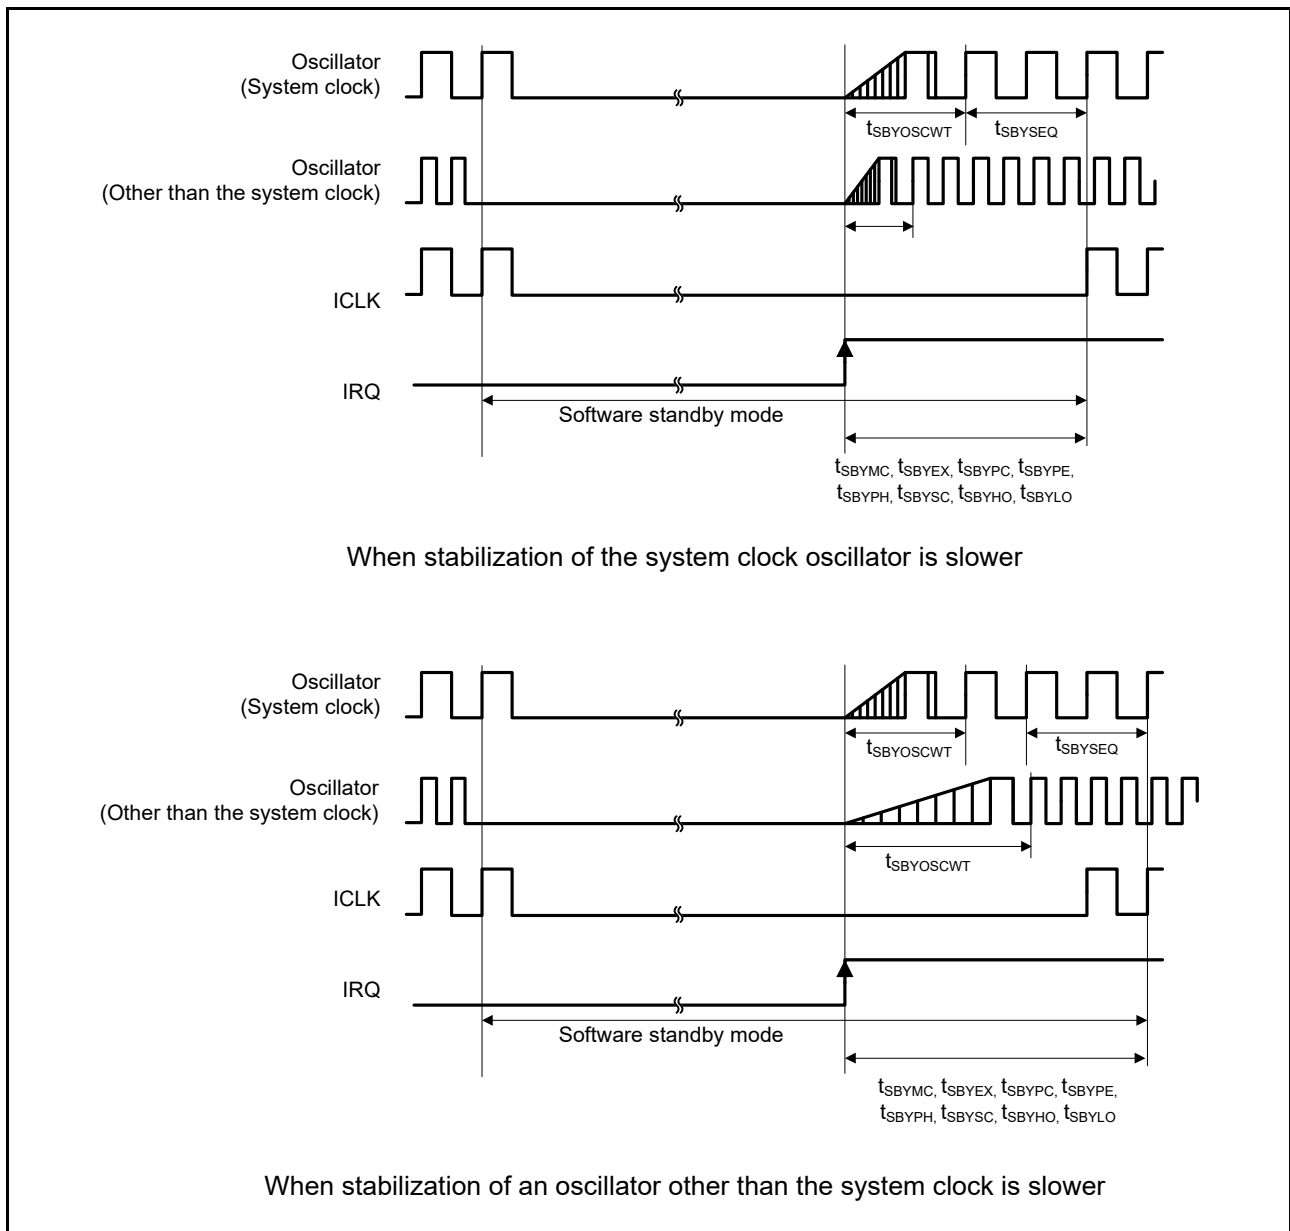 Oscillator
(System clock)
tSBYOSCWT
tSBYSEQ
Oscillator
(Other than the system clock)
ICLK
IRQ
Software standby mode
tSBYMC, tSBYEX, tSBYPC, tSBYPE,
tSBYPH, tSBYSC, tSBYHO, tSBYLO
When stabilization of the system clock oscillator is slower
Oscillator
(System clock)
tSBYOSCWT
tSBYSEQ
Oscillator
(Other than the system clock)
tSBYOSCWT
ICLK
IRQ
Software standby mode
tSBYMC, tSBYEX, tSBYPC, tSBYPE,
tSBYPH, tSBYSC, tSBYHO, tSBYLO
When stabilization of an oscillator other than the system clock is slower